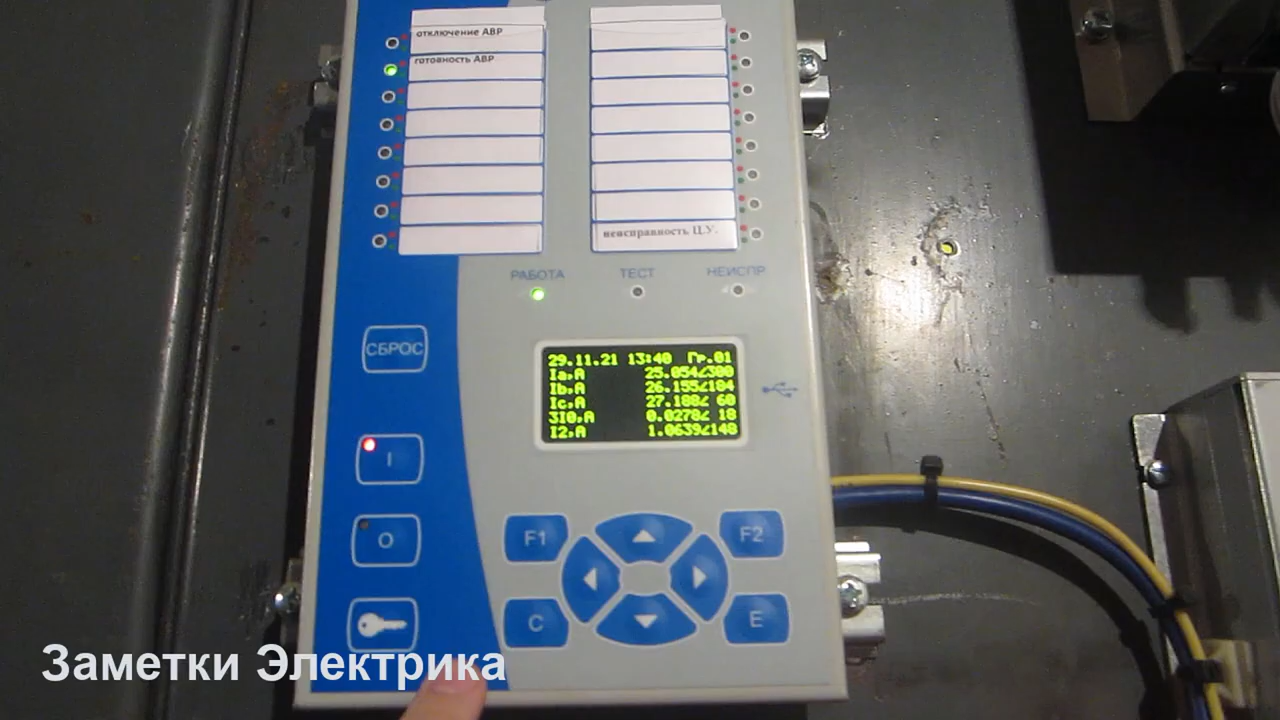 отключение АВР
готовность АВР
неисправность Ц.У.
РАБОТА ТЕСТ НЕИСПР
СБРОС
29.11.21 13:40 Гр.01
Ia,A 25.054∠300
Ib,A 26.155∠184
Ic,A 27.188∠ 60
3I0,A 0.0278∠ 18
I2,A 1.0639∠148
I
O
F1 F2
C E
Заметки Электрика